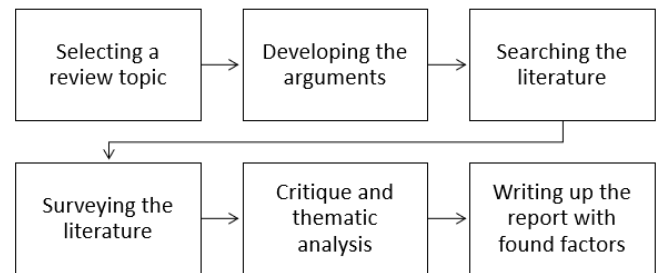 Selecting a
review topic
Developing the
arguments
Searching the
literature
Surveying the
literature
Critique and
thematic
analysis
Writing up the
report with
found factors